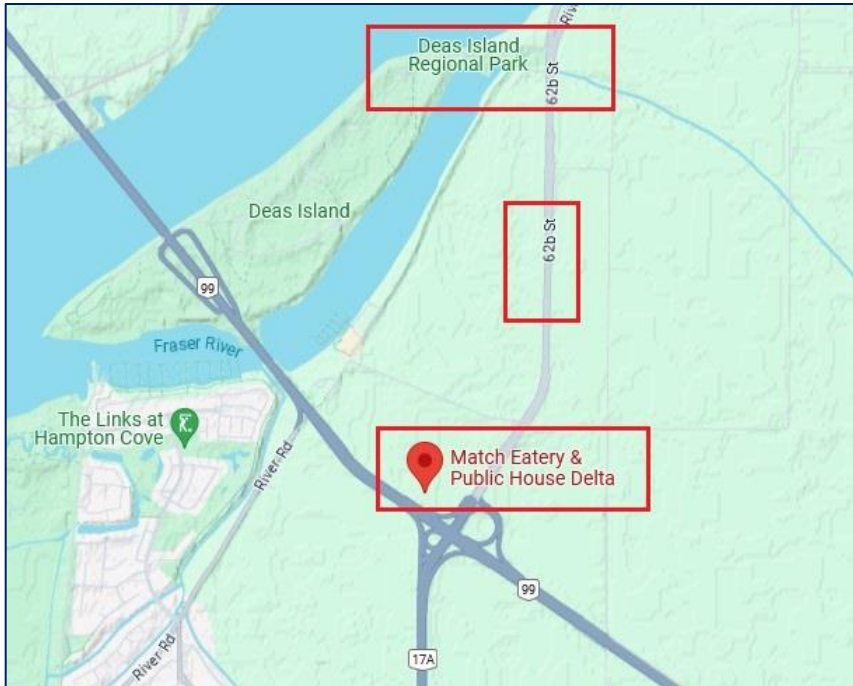 Deas Island
Regional Park
62b St
Deas Island
62b St
99
Fraser River
The Links at
Hampton Cove
River Rd
Match Eatery &
Public House Delta
99
17A
River Rd